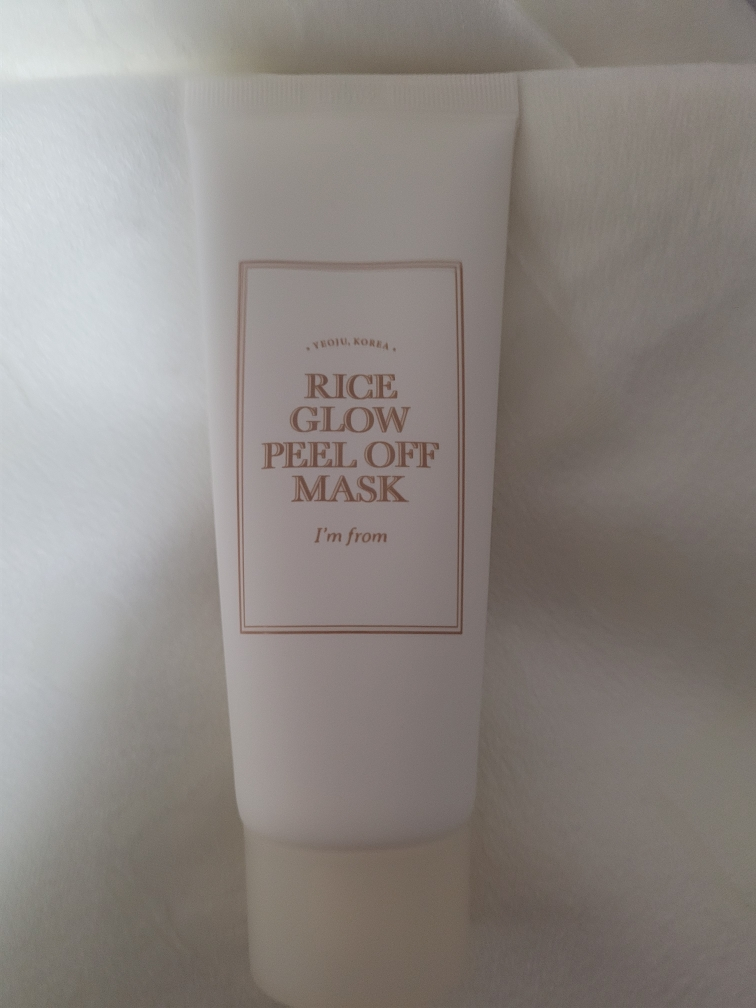 • YEOJU, KOREA •
RICE
GLOW
PEEL OFF
MASK
I'm from